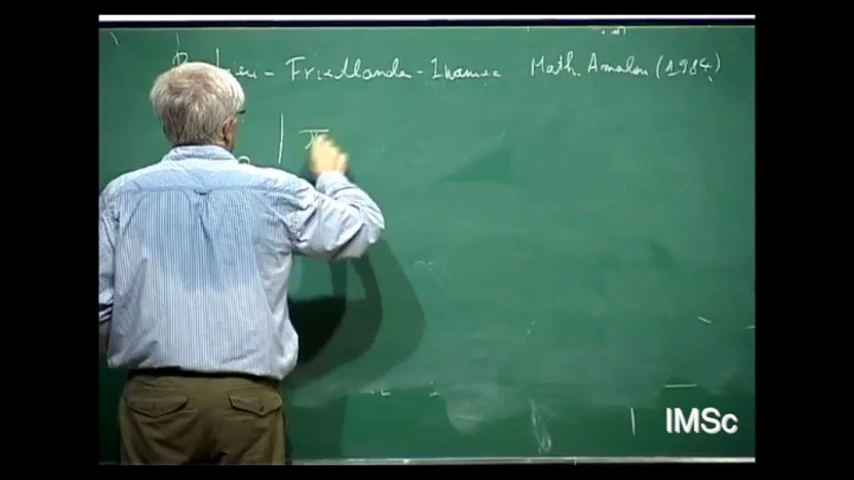 - Friedlander - Iwaniec Math. Annalen (1984)
| π
IMSc